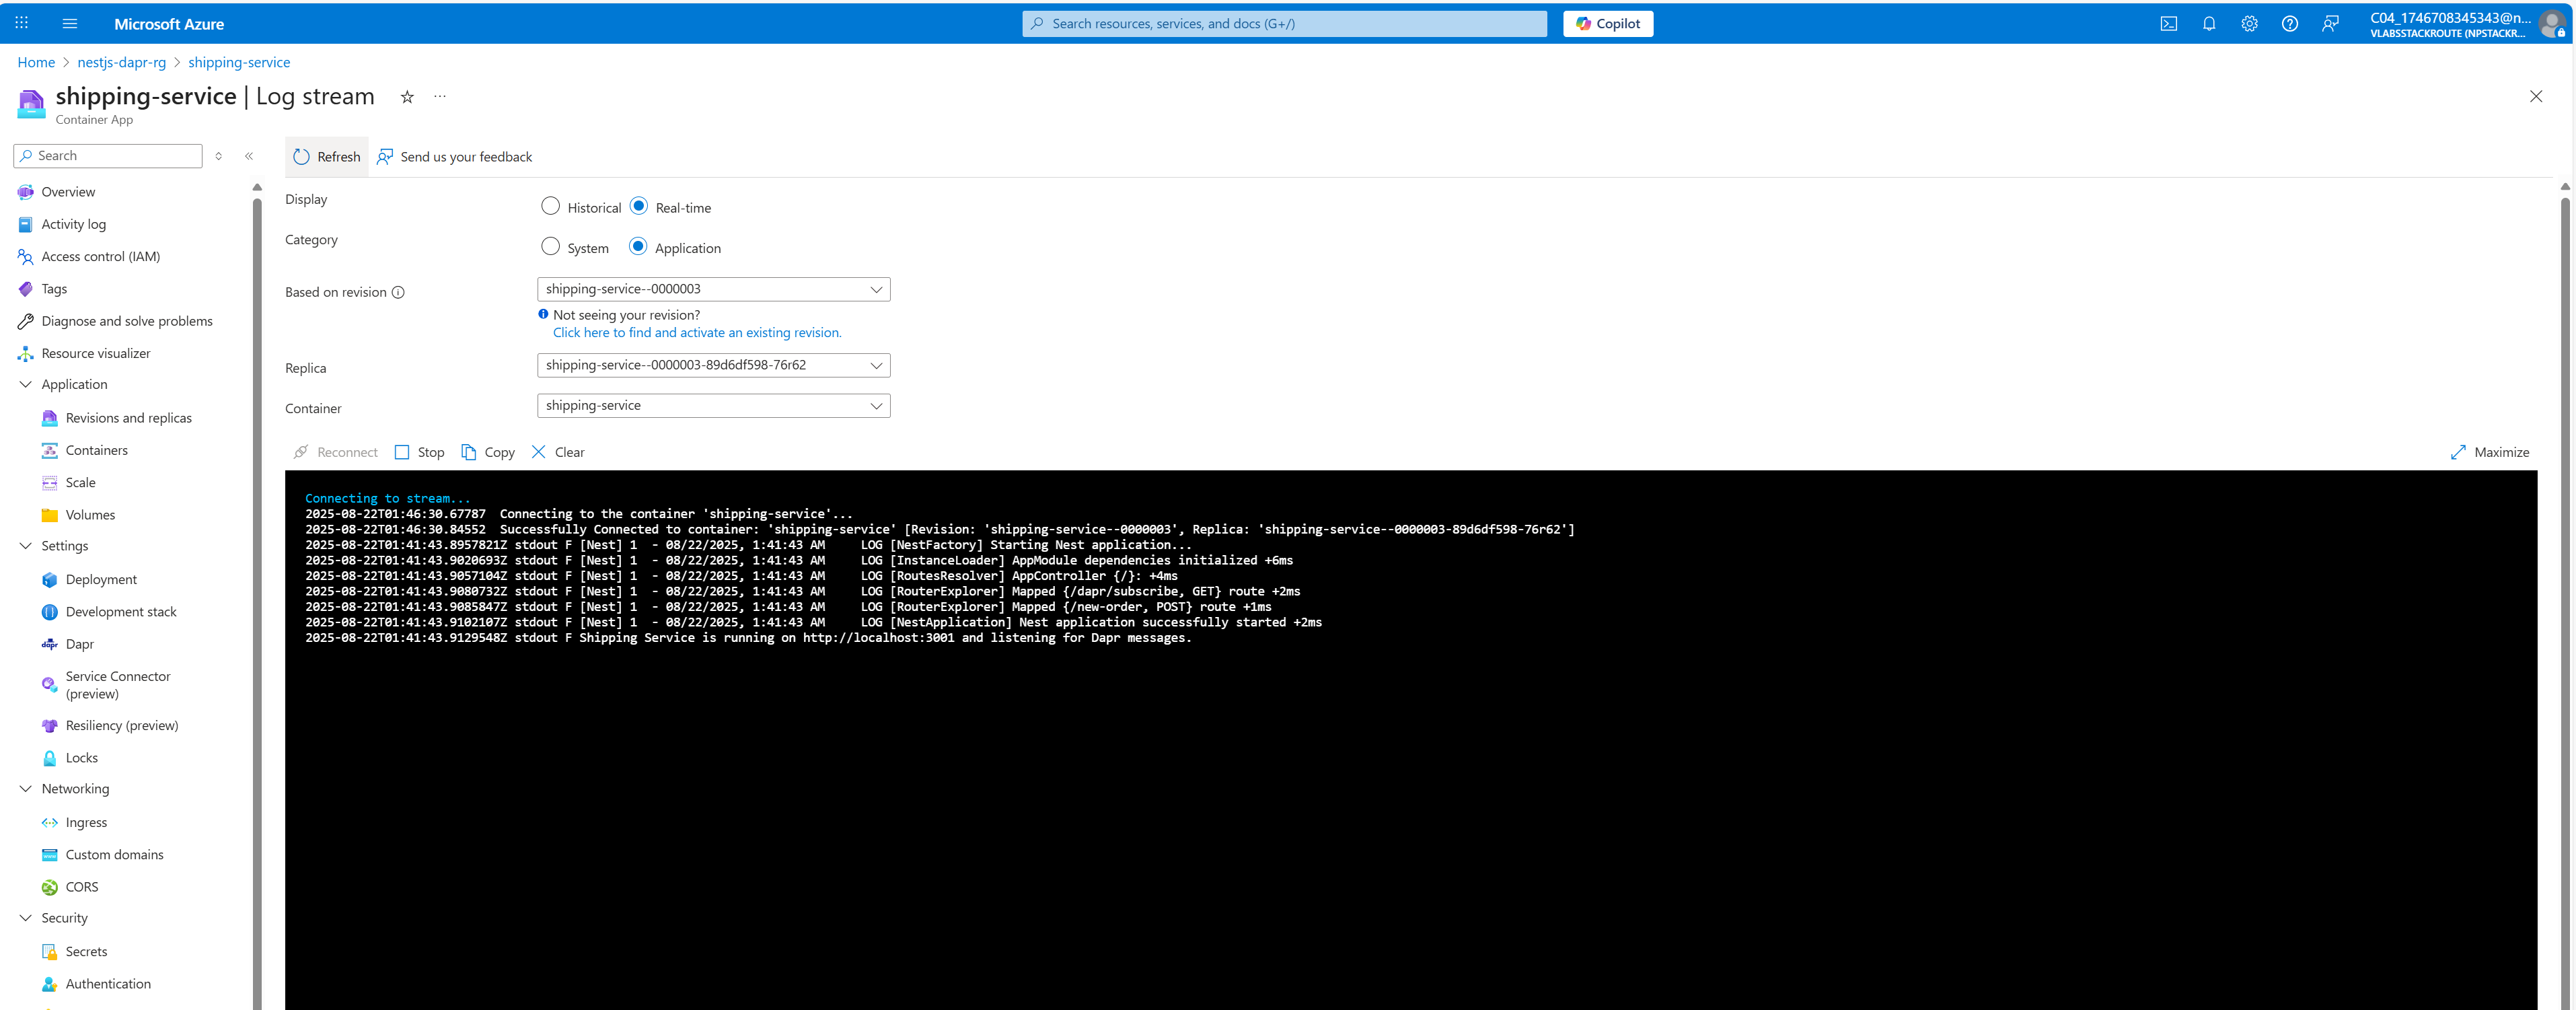 Microsoft Azure
Search resources, services, and docs (G+/)
Copilot
C04_1746708345343@n...
VLABSSTACKROUTE (NPSTACKR...
Home > nestjs-dapr-rg > shipping-service
shipping-service | Log stream
Container App
Search
Overview
Activity log
Access control (IAM)
Tags
Diagnose and solve problems
Resource visualizer
Application
Revisions and replicas
Containers
Scale
Volumes
Settings
Deployment
Development stack
dapr Dapr
Service Connector
(preview)
Resiliency (preview)
Locks
Networking
Ingress
Custom domains
CORS
Security
Secrets
Authentication
Refresh Send us your feedback
Display Historical Real-time
Category System Application
Based on revision shipping-service--0000003
Not seeing your revision?
Click here to find and activate an existing revision.
Replica shipping-service--0000003-89d6df598-76r62
Container shipping-service
Reconnect Stop Copy Clear Maximize
Connecting to stream...
2025-08-22T01:46:30.67787 Connecting to the container 'shipping-service'...
2025-08-22T01:46:30.84552 Successfully Connected to container: 'shipping-service' [Revision: 'shipping-service--0000003', Replica: 'shipping-service--0000003-89d6df598-76r62']
2025-08-22T01:41:43.8957821Z stdout F [Nest] 1 - 08/22/2025, 1:41:43 AM LOG [NestFactory] Starting Nest application...
2025-08-22T01:41:43.9020693Z stdout F [Nest] 1 - 08/22/2025, 1:41:43 AM LOG [InstanceLoader] AppModule dependencies initialized +6ms
2025-08-22T01:41:43.9057104Z stdout F [Nest] 1 - 08/22/2025, 1:41:43 AM LOG [RoutesResolver] AppController {/}: +4ms
2025-08-22T01:41:43.9080732Z stdout F [Nest] 1 - 08/22/2025, 1:41:43 AM LOG [RouterExplorer] Mapped {/dapr/subscribe, GET} route +2ms
2025-08-22T01:41:43.9085847Z stdout F [Nest] 1 - 08/22/2025, 1:41:43 AM LOG [RouterExplorer] Mapped {/new-order, POST} route +1ms
2025-08-22T01:41:43.9102107Z stdout F [Nest] 1 - 08/22/2025, 1:41:43 AM LOG [NestApplication] Nest application successfully started +2ms
2025-08-22T01:41:43.9129548Z stdout F Shipping Service is running on http://localhost:3001 and listening for Dapr messages.